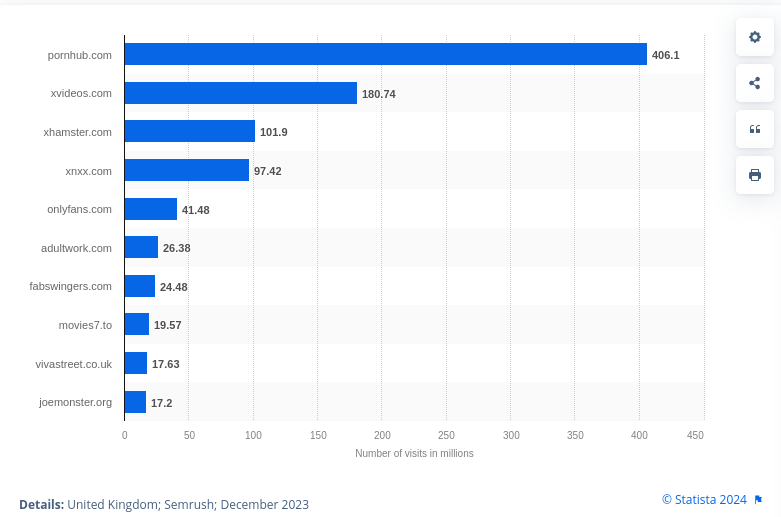 pornhub.com 406.1
xvideos.com 180.74
xhamster.com 101.9
xnxx.com 97.42
onlyfans.com 41.48
adultwork.com 26.38
fabswingers.com 24.48
movies7.to 19.57
vivastreet.co.uk 17.63
joemonster.org 17.2
0 50 100 150 200 250 300 350 400 450
Number of visits in millions
© Statista 2024
Details: United Kingdom; Semrush; December 2023